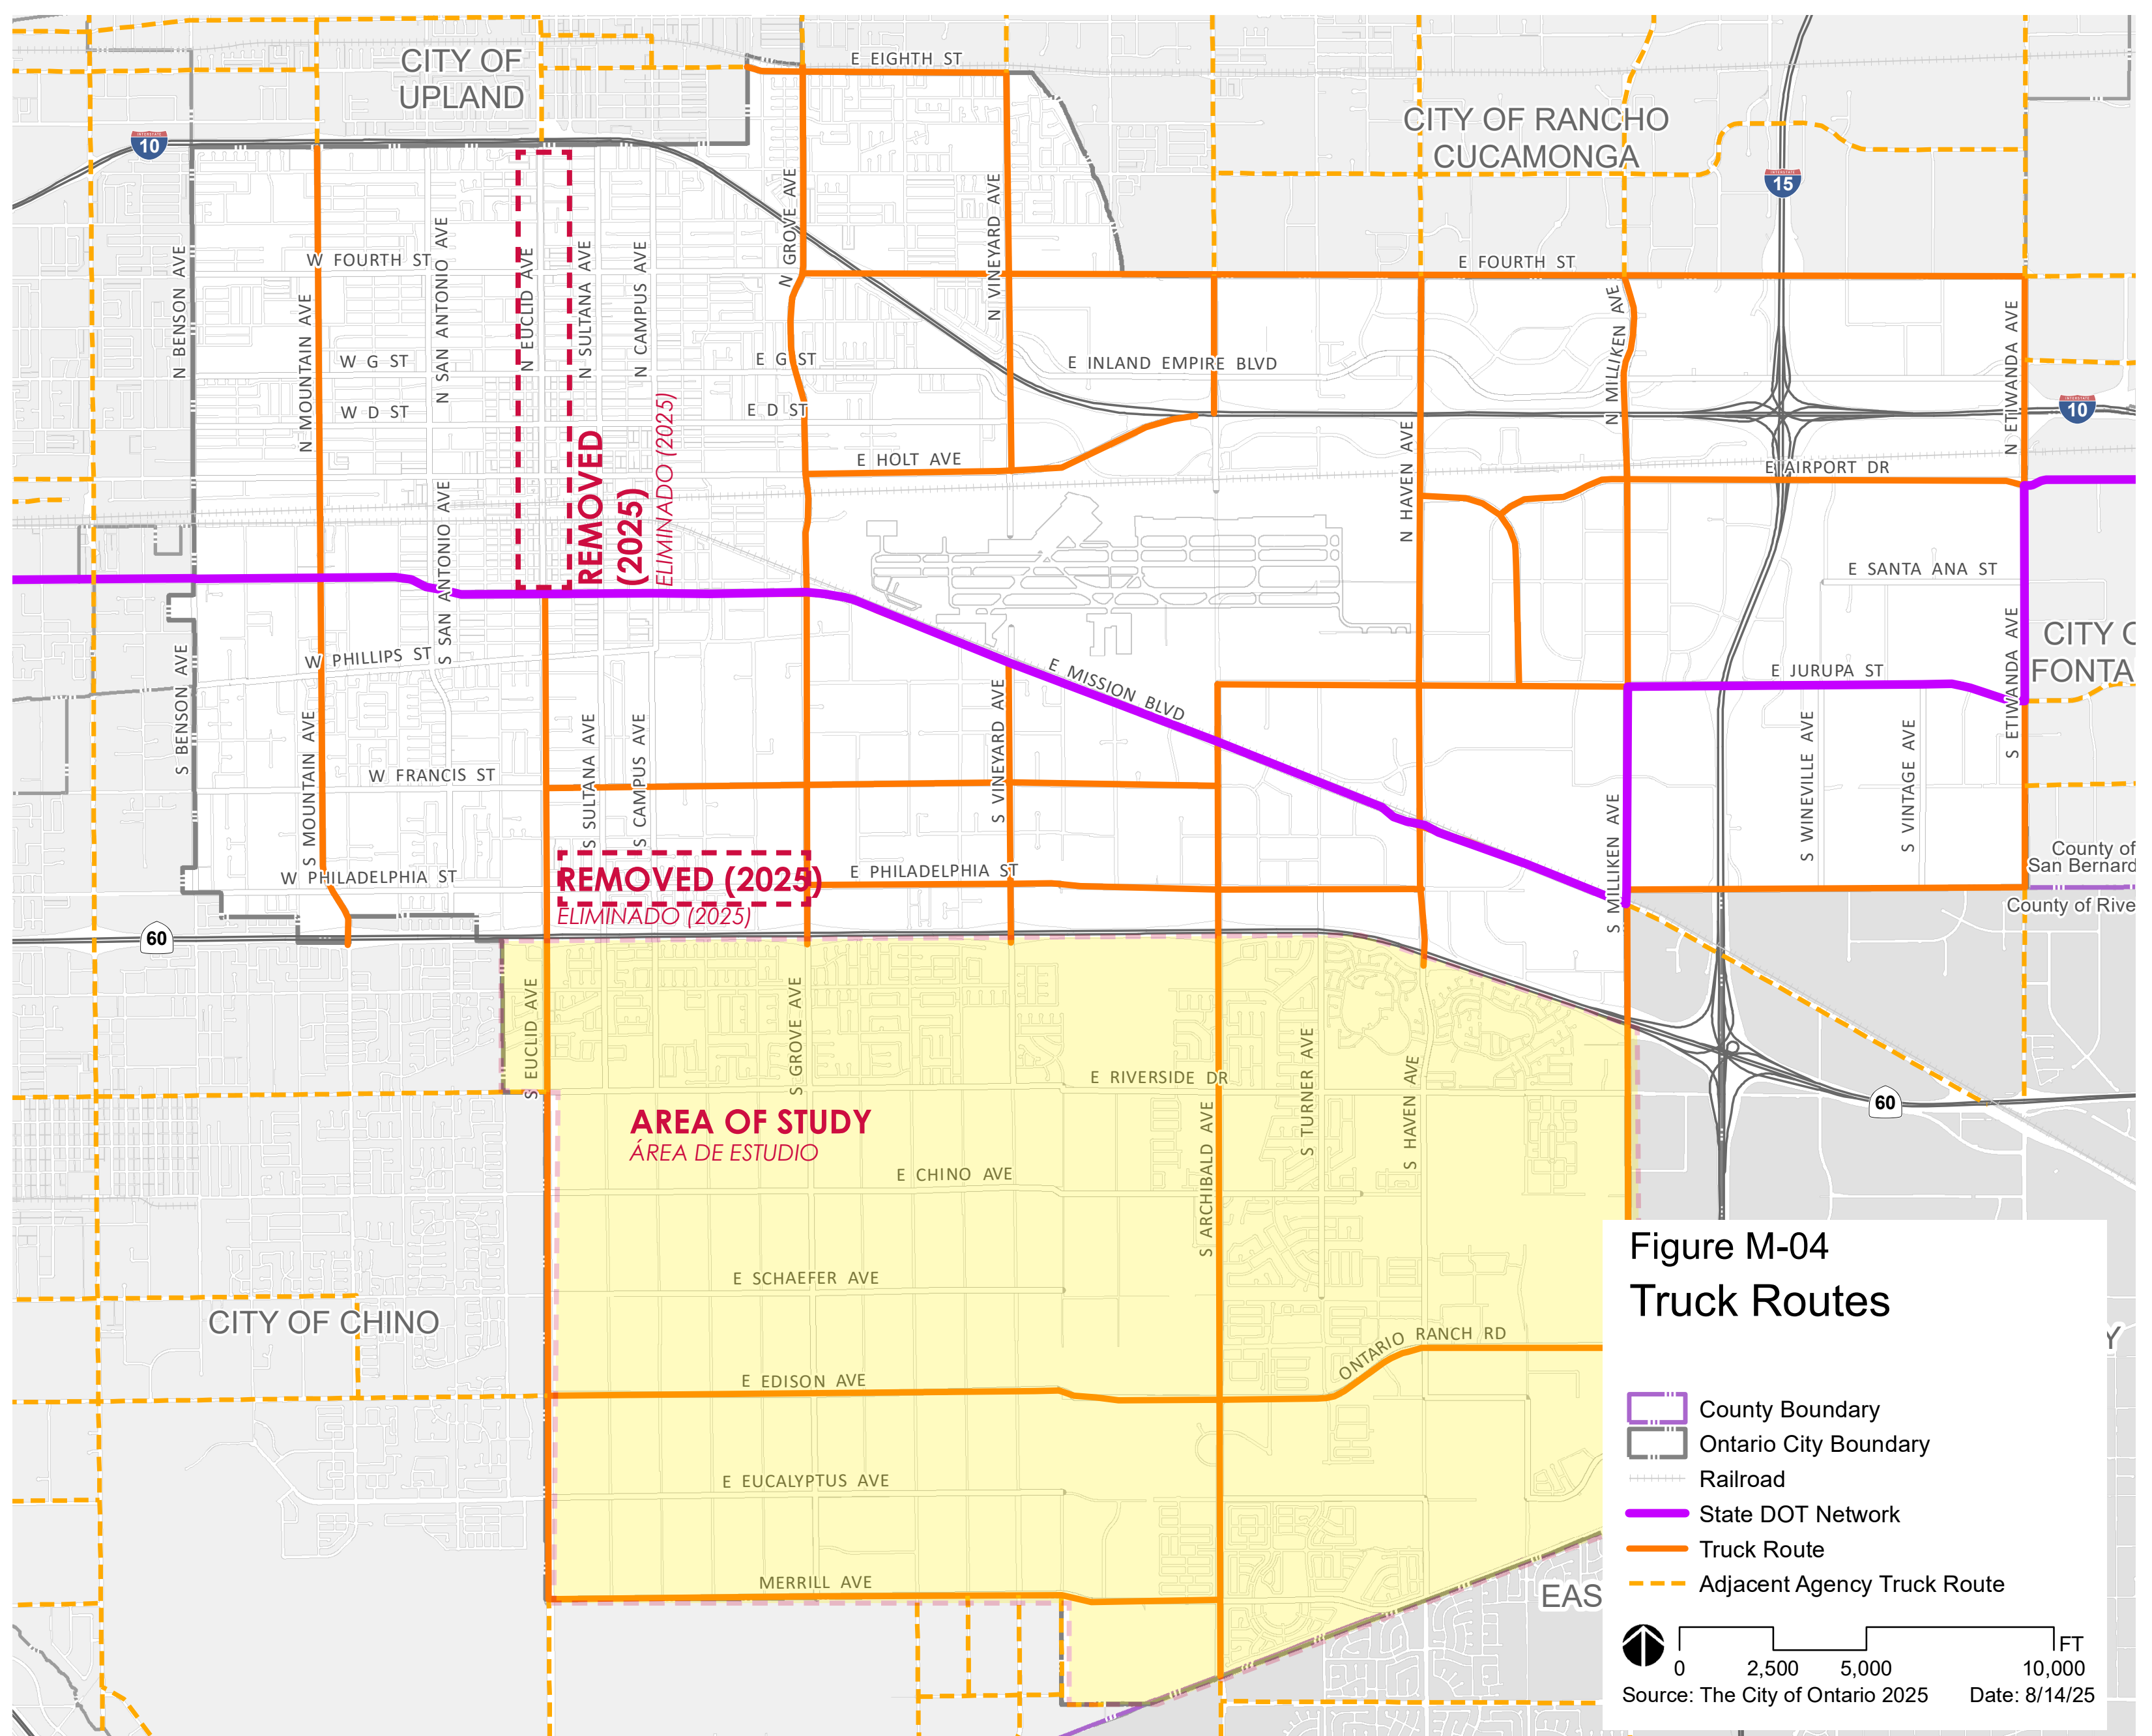 CITY OF
UPLAND
E EIGHTH ST
CITY OF RANCHO
CUCAMONGA
INTERSTATE
10
INTERSTATE
15
N GROVE AVE
N VINEYARD AVE
N BENSON AVE
W FOURTH ST
N SAN ANTONIO AVE
N EUCLID AVE
N SULTANA AVE
N CAMPUS AVE
E FOURTH ST
N MOUNTAIN AVE
N MILLIKEN AVE
N ETIWANDA AVE
W G ST
E G ST
E INLAND EMPIRE BLVD
W D ST
E D ST
INTERSTATE
10
REMOVED
(2025)
ELIMINADO (2025)
E HOLT AVE
N HAVEN AVE
E AIRPORT DR
S SAN ANTONIO AVE
E SANTA ANA ST
CITY O
FONTA
W PHILLIPS ST
S BENSON AVE
E MISSION BLVD
E JURUPA ST
S ETIWANDA AVE
S MOUNTAIN AVE
S SULTANA AVE
S CAMPUS AVE
S VINEYARD AVE
S WINEVILLE AVE
S VINTAGE AVE
W FRANCIS ST
S MILLIKEN AVE
W PHILADELPHIA ST
REMOVED (2025)
ELIMINADO (2025)
E PHILADELPHIA ST
County of
San Bernard
County of Rive
60
S EUCLID AVE
S GROVE AVE
S TURNER AVE
S HAVEN AVE
E RIVERSIDE DR
S ARCHIBALD AVE
60
AREA OF STUDY
ÁREA DE ESTUDIO
E CHINO AVE
E SCHAEFER AVE
CITY OF CHINO
ONTARIO RANCH RD
E EDISON AVE
E EUCALYPTUS AVE
MERRILL AVE
EAS
Y
Figure M-04
Truck Routes
County Boundary
Ontario City Boundary
Railroad
State DOT Network
Truck Route
Adjacent Agency Truck Route
FT
0 2,500 5,000 10,000
Source: The City of Ontario 2025 Date: 8/14/25